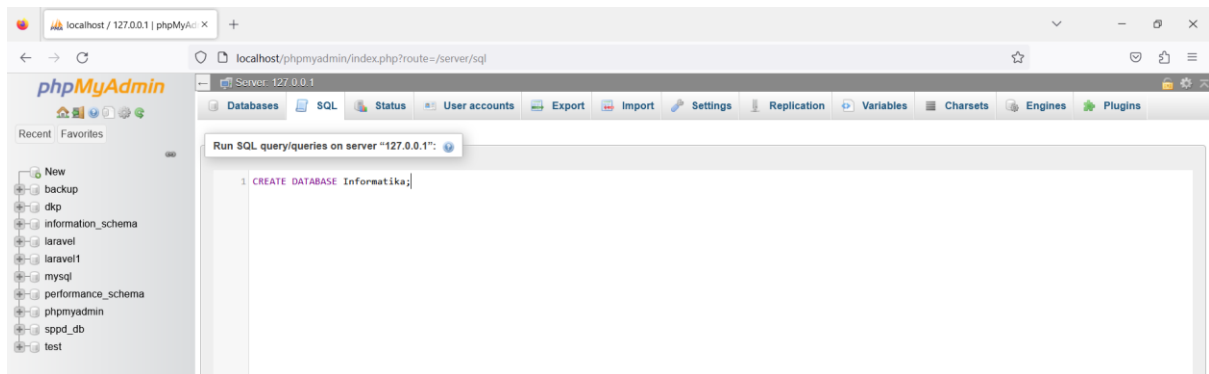 localhost / 127.0.0.1 | phpMyAd
localhost/phpmyadmin/index.php?route=/server/sql
phpMyAdmin
Recent Favorites
New
backup
dkp
information_schema
laravel
laravel1
mysql
performance_schema
phpmyadmin
sppd_db
test
Server: 127.0.0.1
Databases SQL Status User accounts Export Import Settings Replication Variables Charsets Engines Plugins
Run SQL query/queries on server “127.0.0.1”:
1 CREATE DATABASE Informatika;